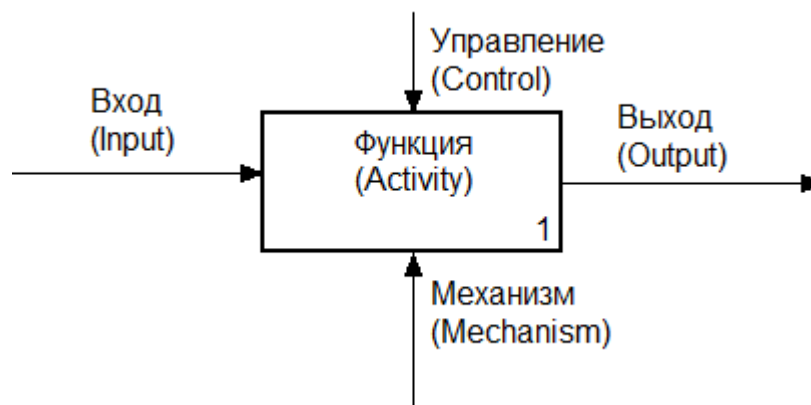 Управление
(Control)
Вход
(Input)
Функция
(Activity)
1
Выход
(Output)
Механизм
(Mechanism)